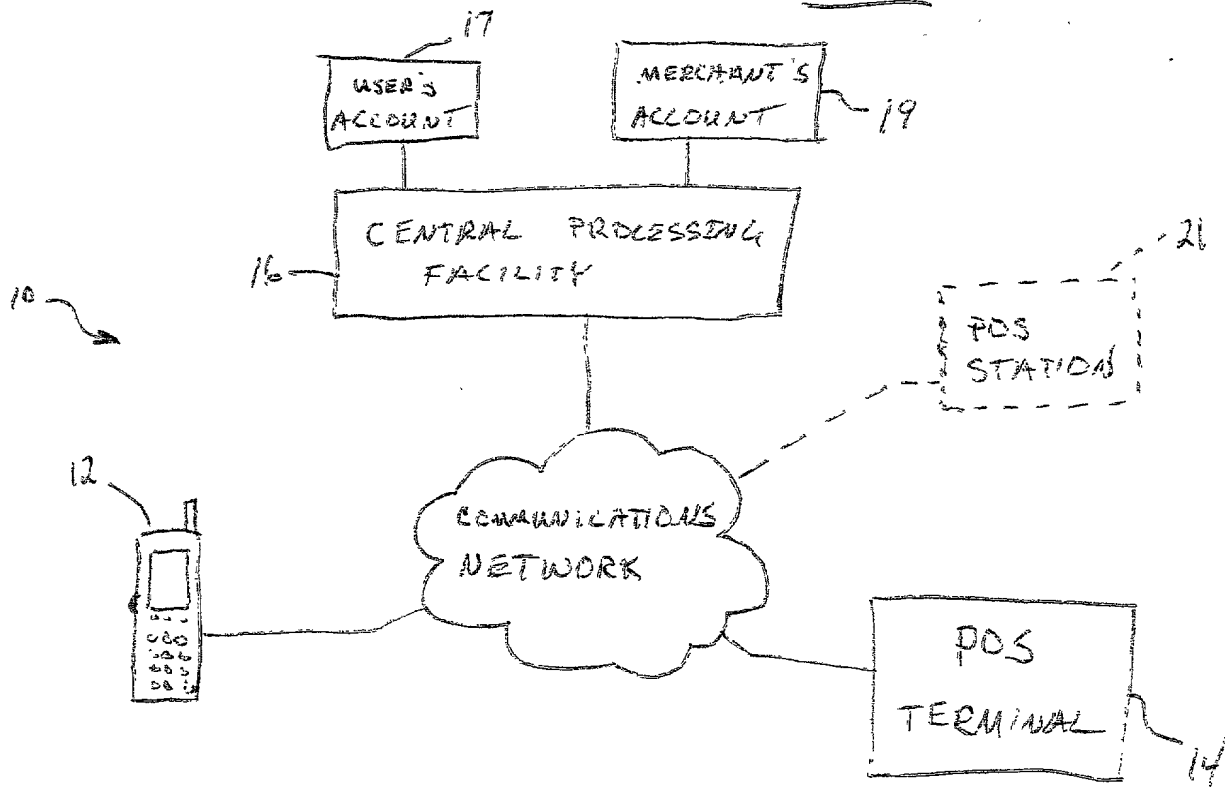 17
USER'S
ACCOUNT
MERCHANT'S
ACCOUNT
19
CENTRAL PROCESSING
FACILITY
16
10
21
POS
STATION
12
COMMUNICATIONS
NETWORK
POS
TERMINAL
14